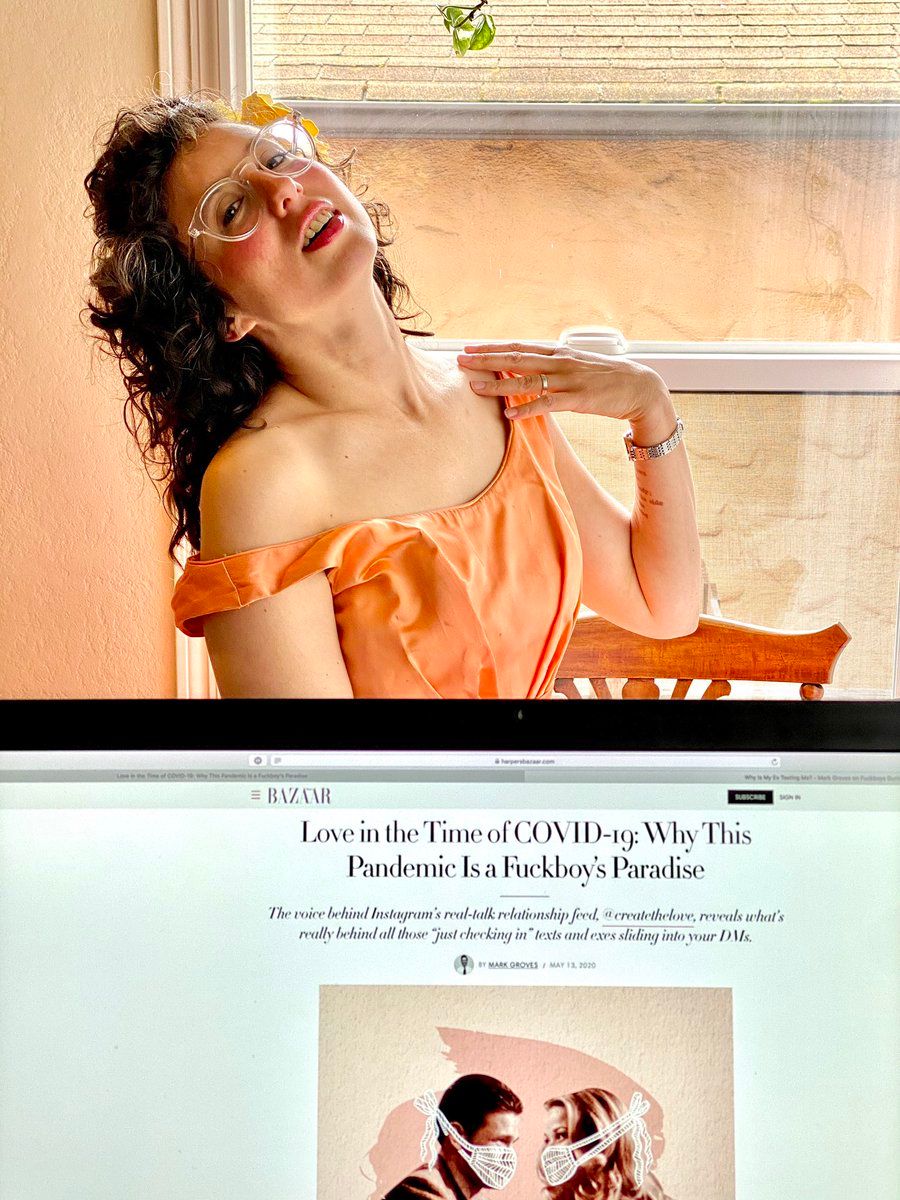 harpersbazaar.com
Love in the Time of COVID-19: Why This Pandemic Is a Fuckboy's Paradise
Why Is My Ex Texting Me? - Mark Groves on Fuckboys
BAZAAR
SUBSCRIBE
SIGN IN
Love in the Time of COVID-19: Why This
Pandemic Is a Fuckboy's Paradise
The voice behind Instagram's real-talk relationship feed, @createthelove, reveals what's
really behind all those "just checking in" texts and exes sliding into your DMs.
BY MARK GROVES / MAY 13, 2020